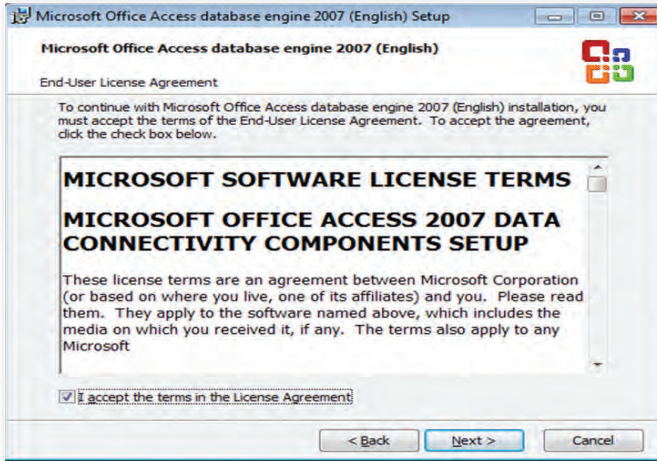 Microsoft Office Access database engine 2007 (English) Setup
Microsoft Office Access database engine 2007 (English)
End-User License Agreement
To continue with Microsoft Office Access database engine 2007 (English) installation, you
must accept the terms of the End-User License Agreement. To accept the agreement,
click the check box below.
MICROSOFT SOFTWARE LICENSE TERMS
MICROSOFT OFFICE ACCESS 2007 DATA
CONNECTIVITY COMPONENTS SETUP
These license terms are an agreement between Microsoft Corporation
(or based on where you live, one of its affiliates) and you. Please read
them. They apply to the software named above, which includes the
media on which you received it, if any. The terms also apply to any
Microsoft
I accept the terms in the License Agreement
< Back Next > Cancel